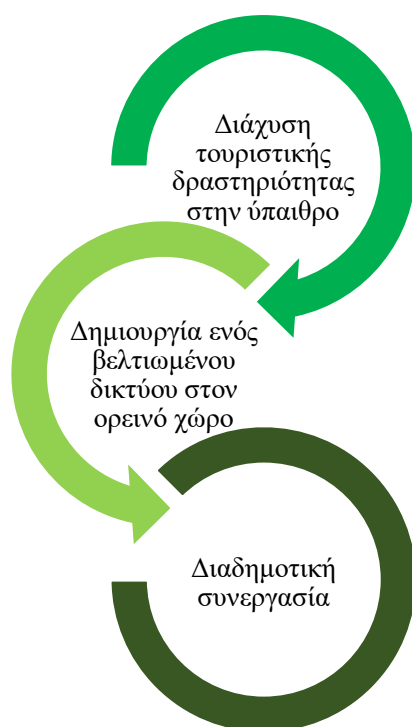 Διάχυση
τουριστικής
δραστηριότητας
στην ύπαιθρο
Δημιουργία ενός
βελτιωμένου
δικτύου στον
ορεινό χώρο
Διαδημοτική
συνεργασία